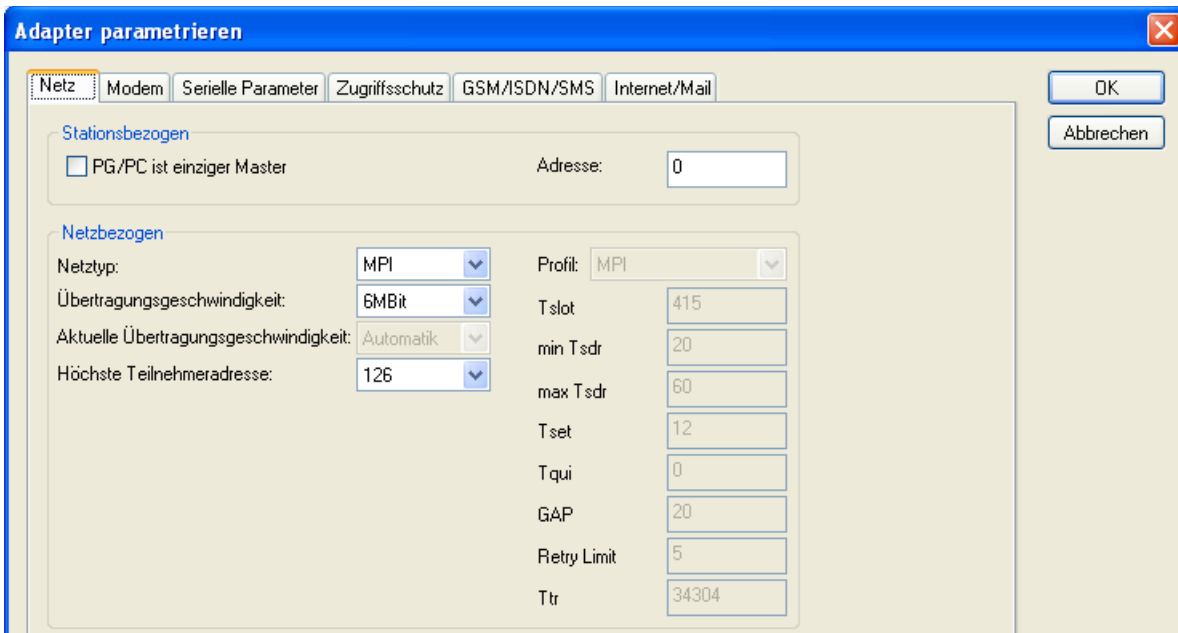 Adapter parametrieren
Netz Modem Serielle Parameter Zugriffsschutz GSM/ISDN/SMS Internet/Mail
OK
Abbrechen
Stationsbezogen
PG/PC ist einziger Master Adresse: 0
Netzbezogen
Netztyp: MPI Profil: MPI
Übertragungsgeschwindigkeit: 6MBit Tslot 415
Aktuelle Übertragungsgeschwindigkeit: Automatik min Tsdr 20
Höchste Teilnehmeradresse: 126 max Tsdr 60
Tset 12
Tqui 0
GAP 20
Retry Limit 5
Ttr 34304